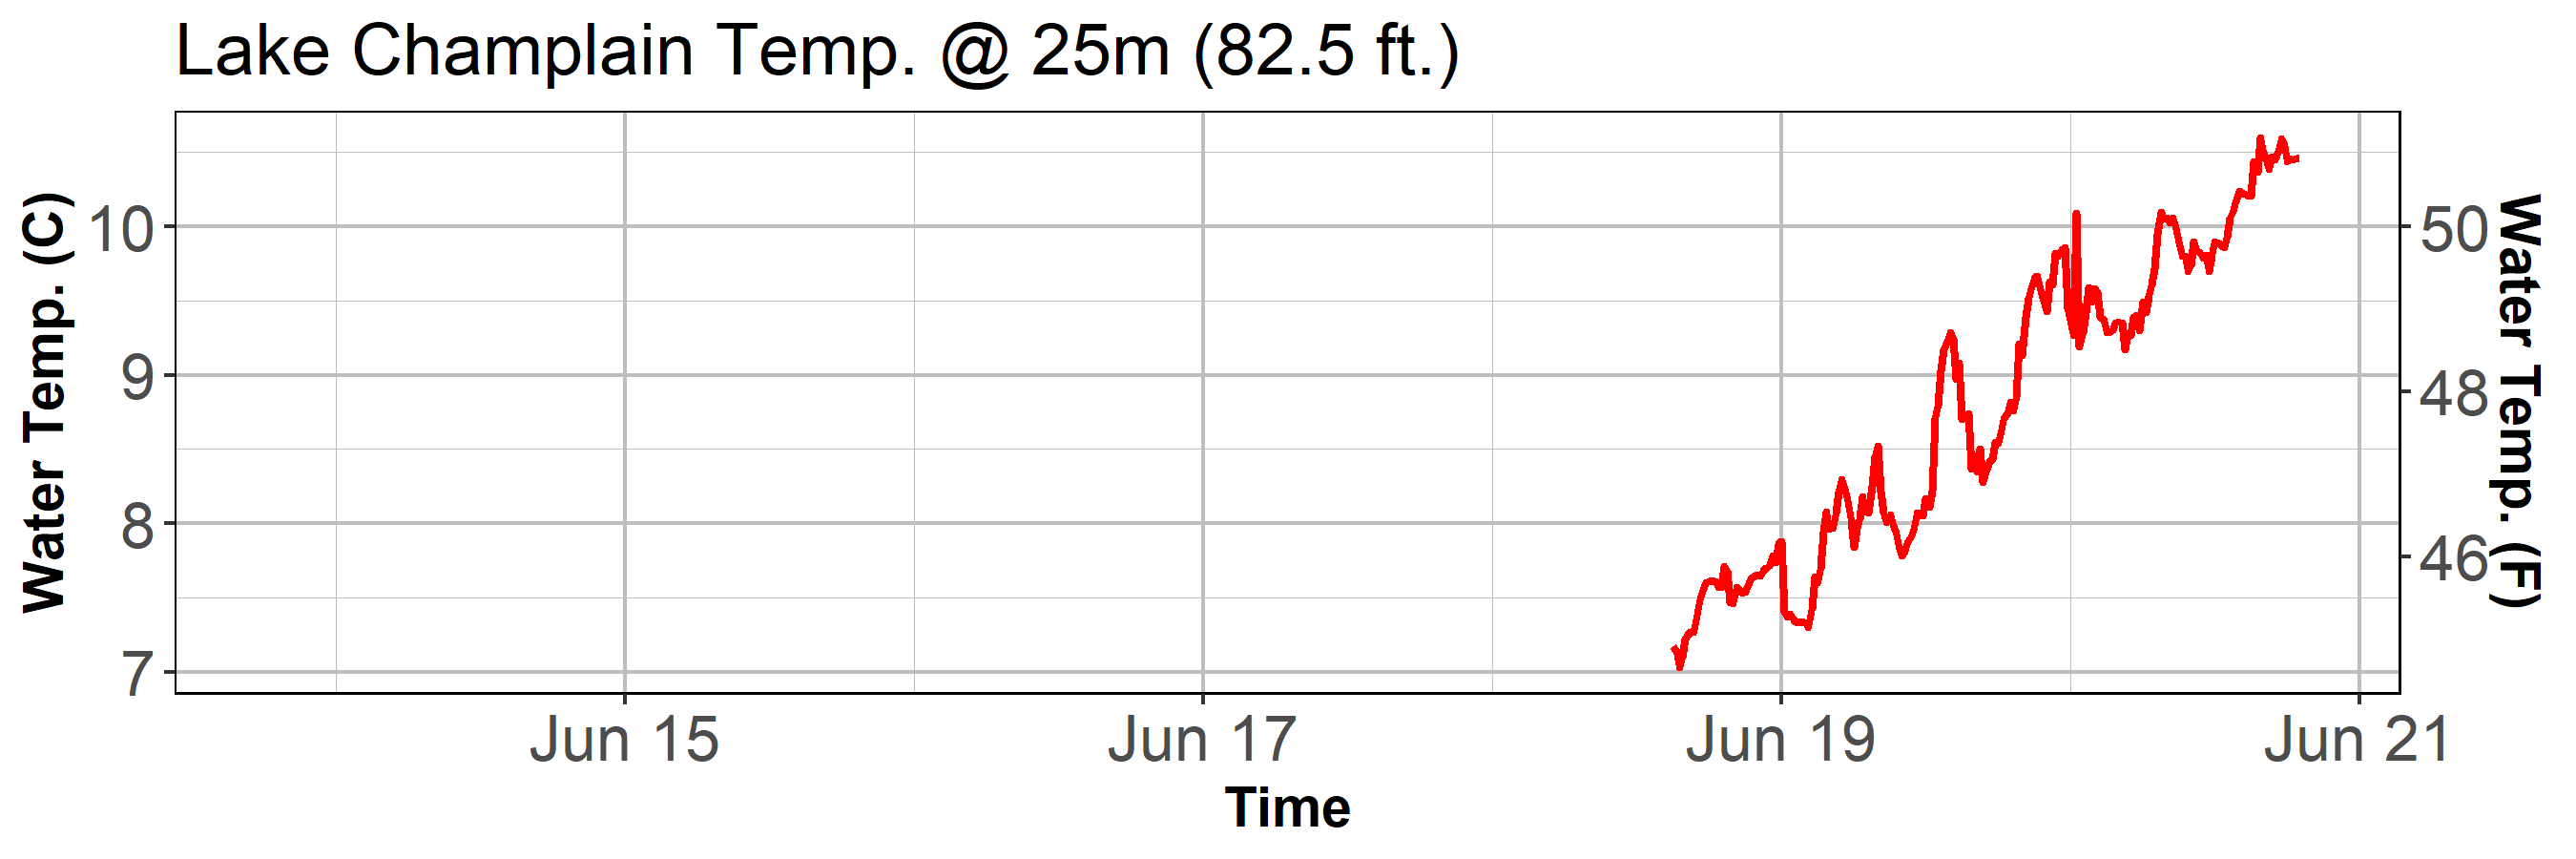 Lake Champlain Temp. @ 25m (82.5 ft.)
Water Temp. (C)
10
9
8
7
50
48
46
Water Temp. (F)
Jun 15
Jun 17
Jun 19
Jun 21
Time